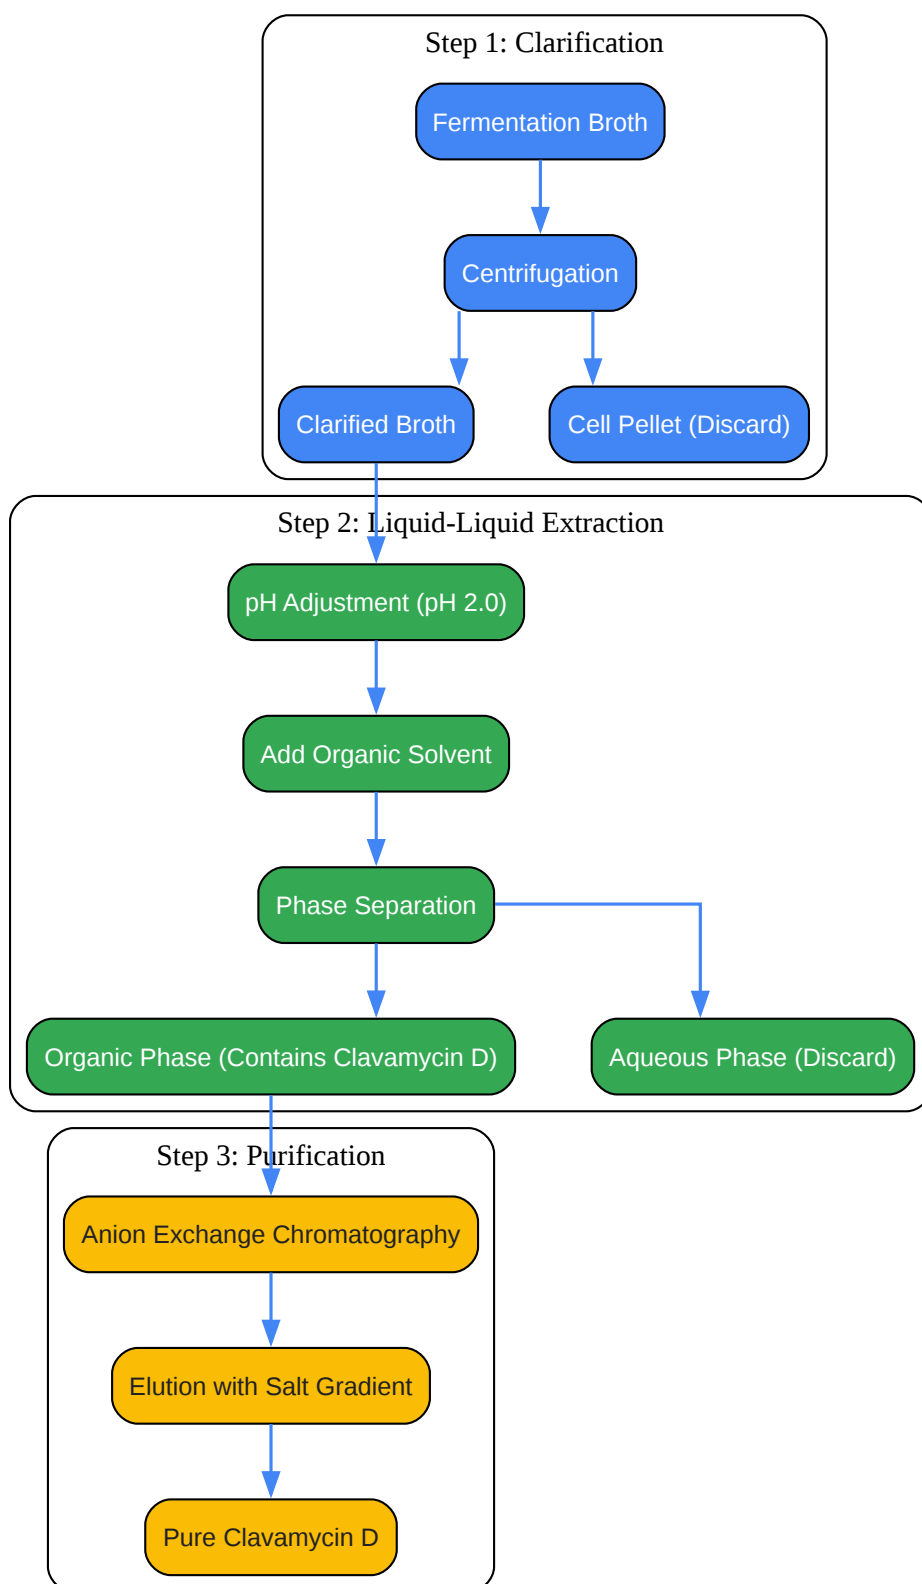 Step 1: Clarification
Fermentation Broth
Centrifugation
Clarified Broth
Cell Pellet (Discard)
Step 2: Liquid-Liquid Extraction
pH Adjustment (pH 2.0)
Add Organic Solvent
Phase Separation
Organic Phase (Contains Clavamycin D)
Aqueous Phase (Discard)
Step 3: Purification
Anion Exchange Chromatography
Elution with Salt Gradient
Pure Clavamycin D